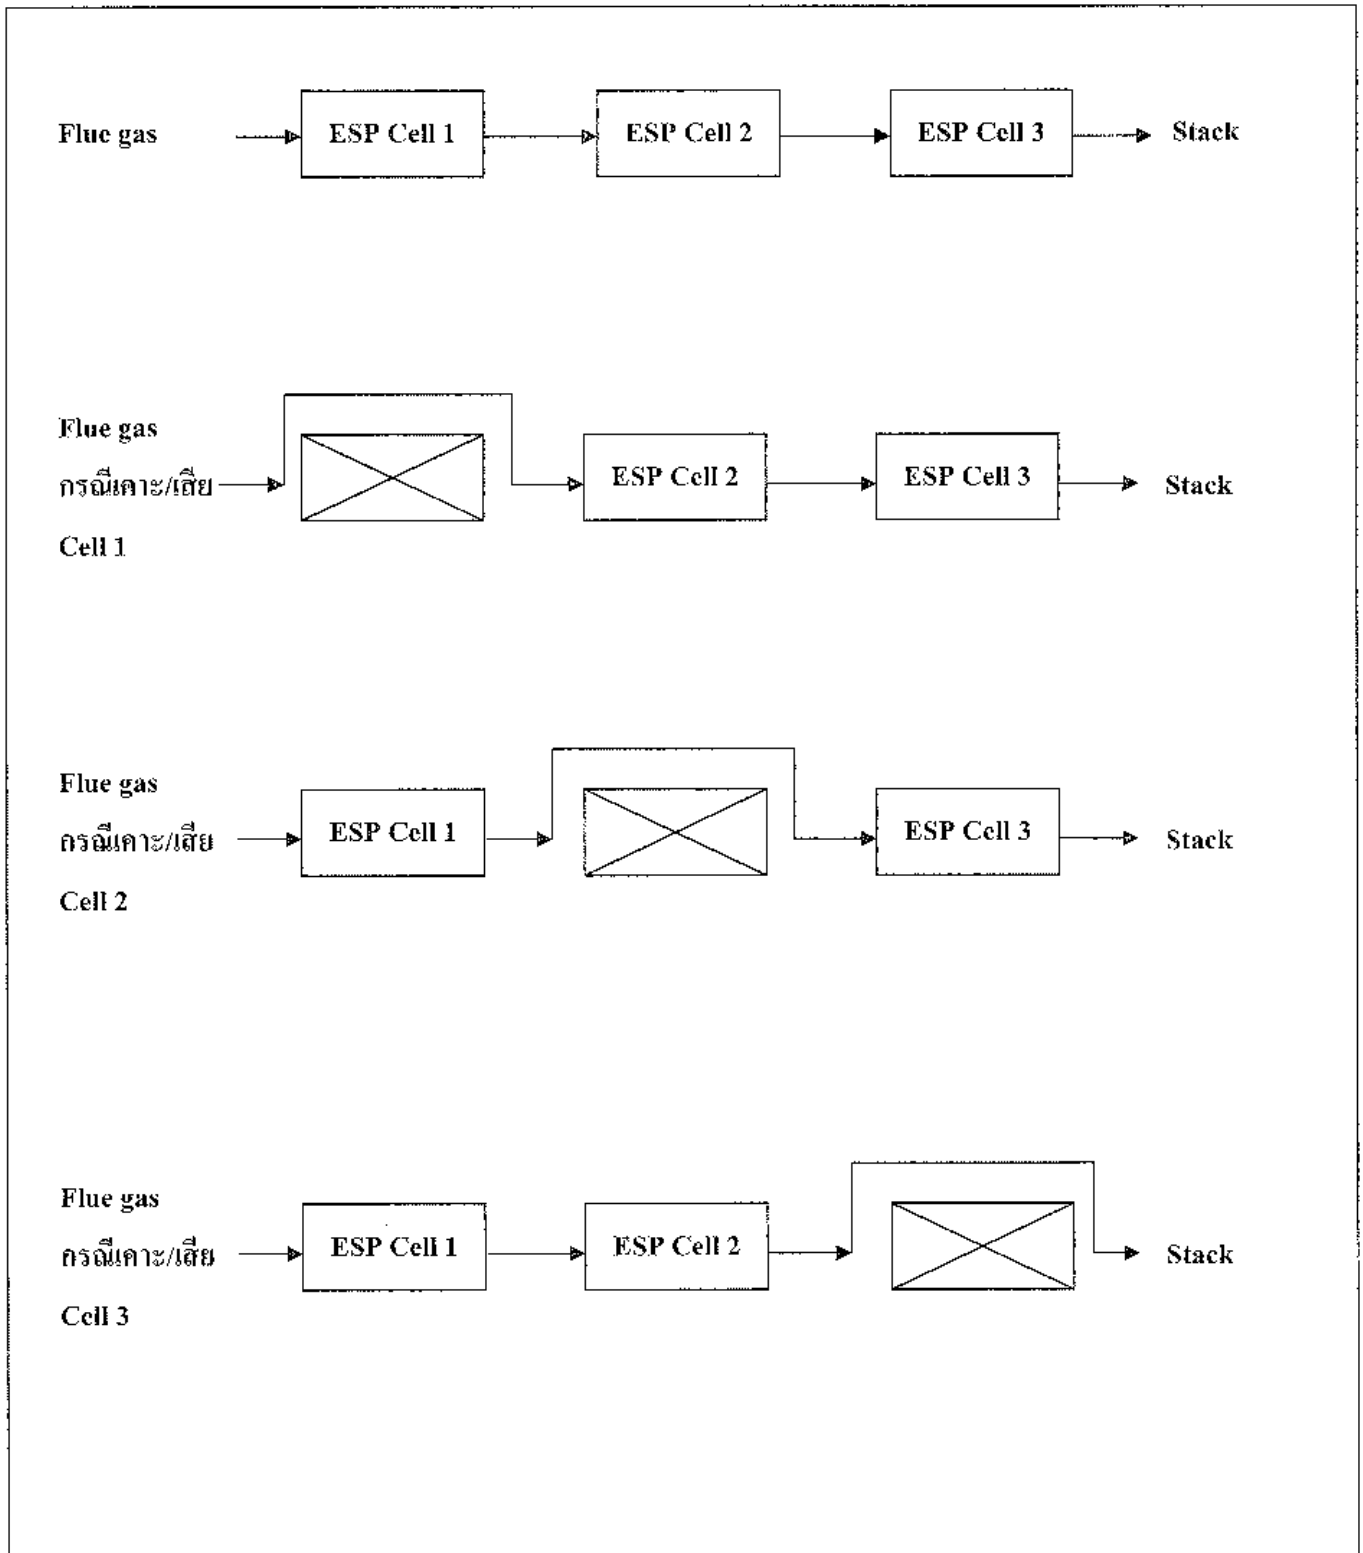 Flue gas ESP Cell 1 ESP Cell 2 ESP Cell 3 Stack
Flue gas
กรณีเคาะ/เสีย ESP Cell 2 ESP Cell 3 Stack
Cell 1
Flue gas
กรณีเคาะ/เสีย ESP Cell 1 ESP Cell 3 Stack
Cell 2
Flue gas
กรณีเคาะ/เสีย ESP Cell 1 ESP Cell 2 Stack
Cell 3